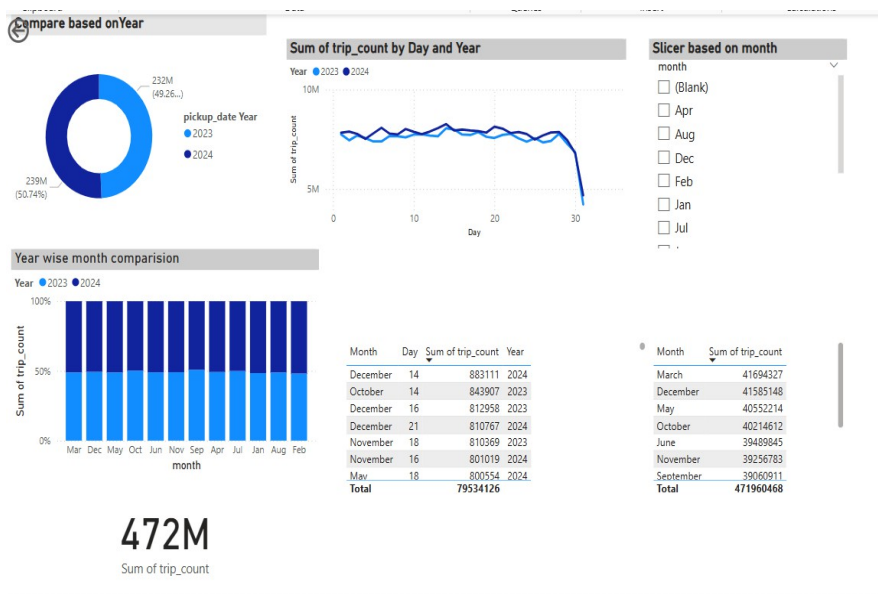 Compare based onYear
232M
(49.26...)
pickup_date Year
2023
2024
239M
(50.74%)
Sum of trip_count by Day and Year
Year 2023 2024
10M
5M
Sum of trip_count
0 10 20 30
Day
Slicer based on month
month
(Blank)
Apr
Aug
Dec
Feb
Jan
Jul
Year wise month comparision
Year 2023 2024
100%
50%
0%
Sum of trip_count
Mar Dec May Oct Jun Nov Sep Apr Jul Jan Aug Feb
month
Month Day Sum of trip_count Year
December 14 883111 2024
October 14 843907 2023
December 16 812958 2023
December 21 810767 2024
November 18 810369 2023
November 16 801019 2024
May 18 800554 2024
Total 79534126
Month Sum of trip_count
March 41694327
December 41585148
May 40552214
October 40214612
June 39489845
November 39256783
September 39060911
Total 471960468
472M
Sum of trip_count